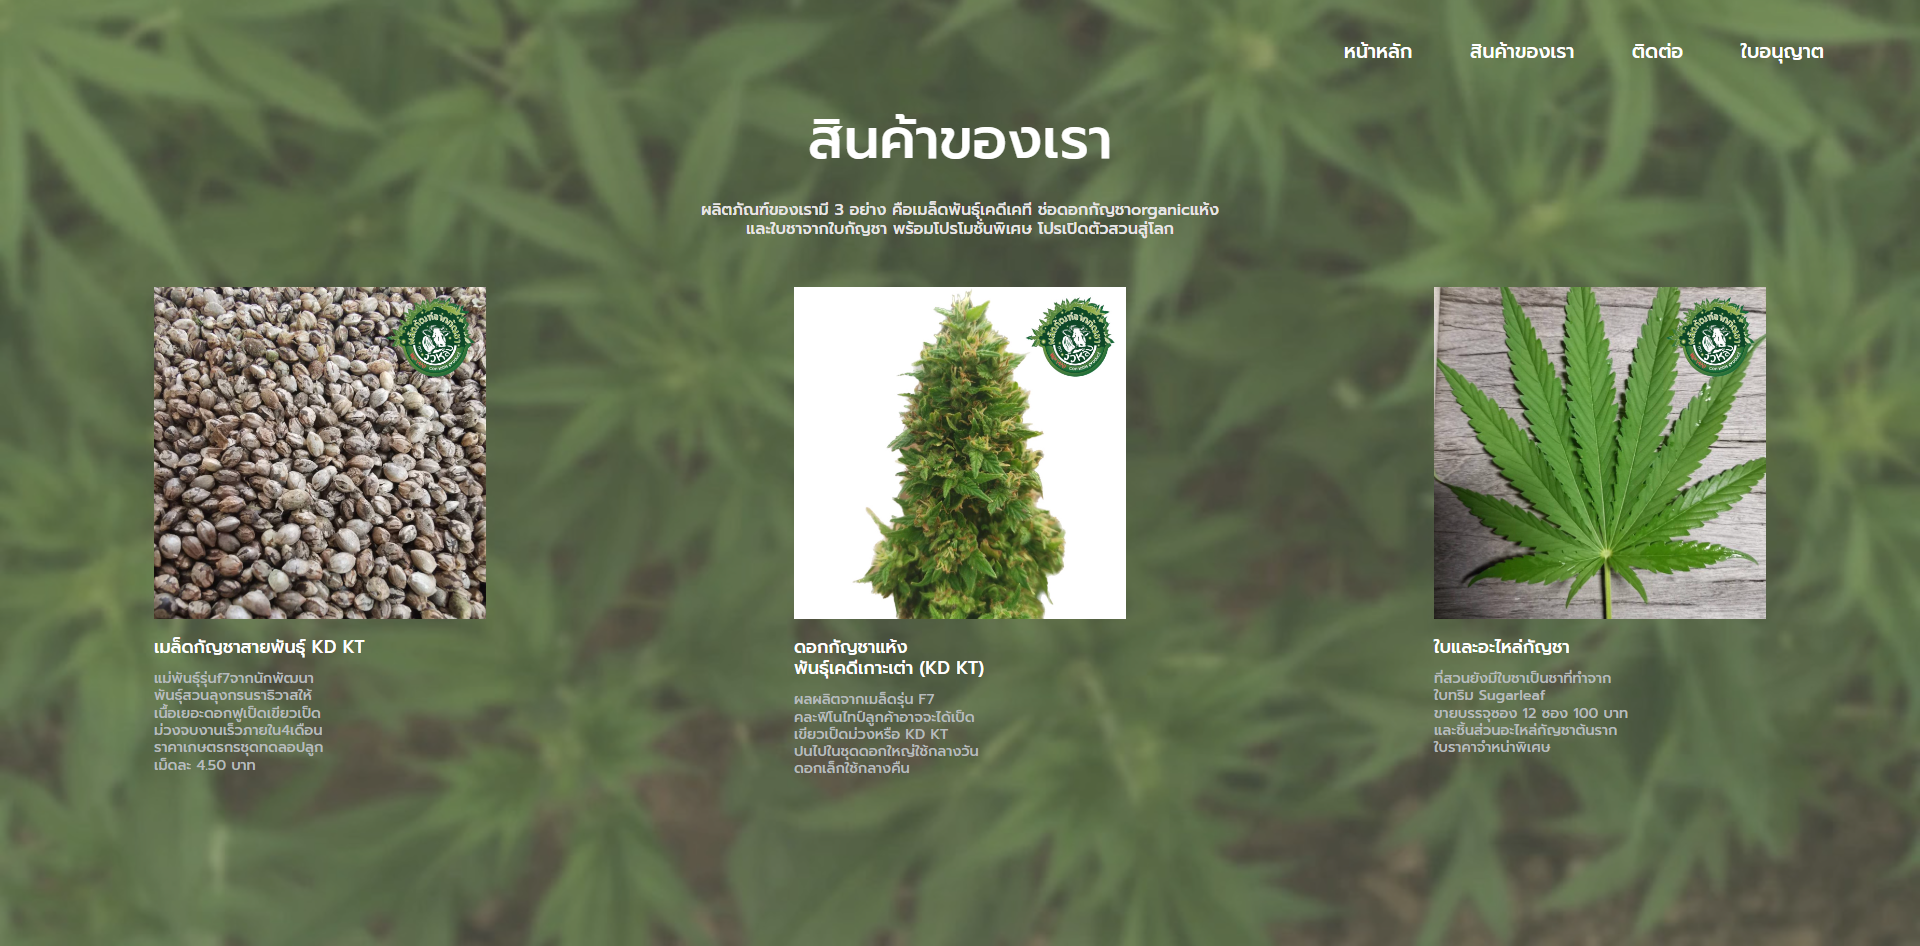 หน้าหลัก สินค้าของเรา ติดต่อ ใบอนุญาต
สินค้าของเรา
ผลิตภัณฑ์ของเรามี 3 อย่าง คือเมล็ดพันธุ์เคดีเคที ช่อดอกกัญชาorganicแห้ง
และใบชาจากใบกัญชา พร้อมโปรโมชั่นพิเศษ โปรเปิดตัวสวนสู่โลก
เมล็ดกัญชาสายพันธุ์ KD KT
แม่พันธุ์รุ่นf7จากนักพัฒนา
พันธุ์สวนลุงกรนราธิวาสให้
เนื้อเยอะดอกฟูเป็ดเขียวเป็ด
ม่วงจบงานเร็วภายใน4เดือน
ราคาเกษตรกรชุดทดลอปลูก
เม็ดละ 4.50 บาท
ดอกกัญชาแห้ง
พันธุ์เคดีเกาะเต่า (KD KT)
ผลผลิตจากเมล็ดรุ่น F7
คละฟีโนไทป์ลูกค้าอาจจะได้เป็ด
เขียวเป็ดม่วงหรือ KD KT
ปนไปในชุดดอกใหญ่ใช้กลางวัน
ดอกเล็กใช้กลางคืน
ใบและอะไหล่กัญชา
ที่สวนยังมีใบชาเป็นชาที่ทำจาก
ใบทริม Sugarleaf
ขายบรรจุซอง 12 ซอง 100 บาท
และชิ้นส่วนอะไหล่กัญชาต้นราก
ใบราคาจำหน่าพิเศษ